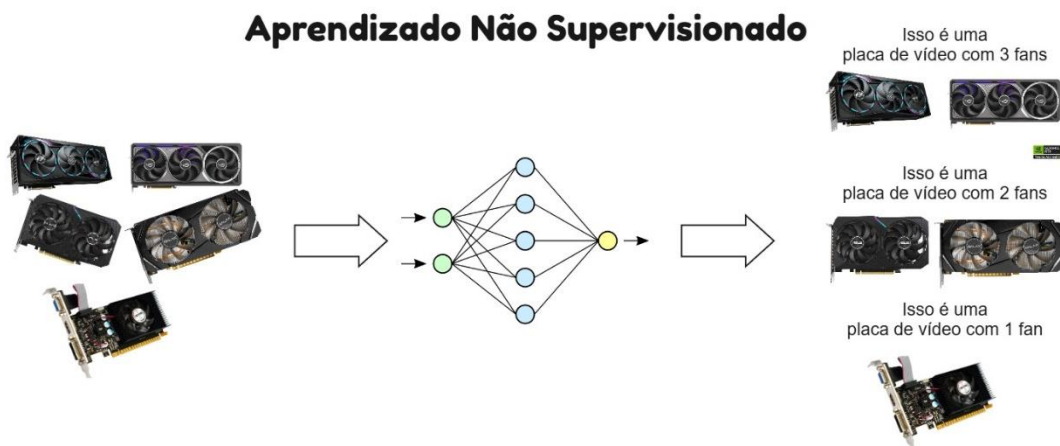 Aprendizado Não Supervisionado
Isso é uma
placa de vídeo com 3 fans
Isso é uma
placa de vídeo com 2 fans
Isso é uma
placa de vídeo com 1 fan